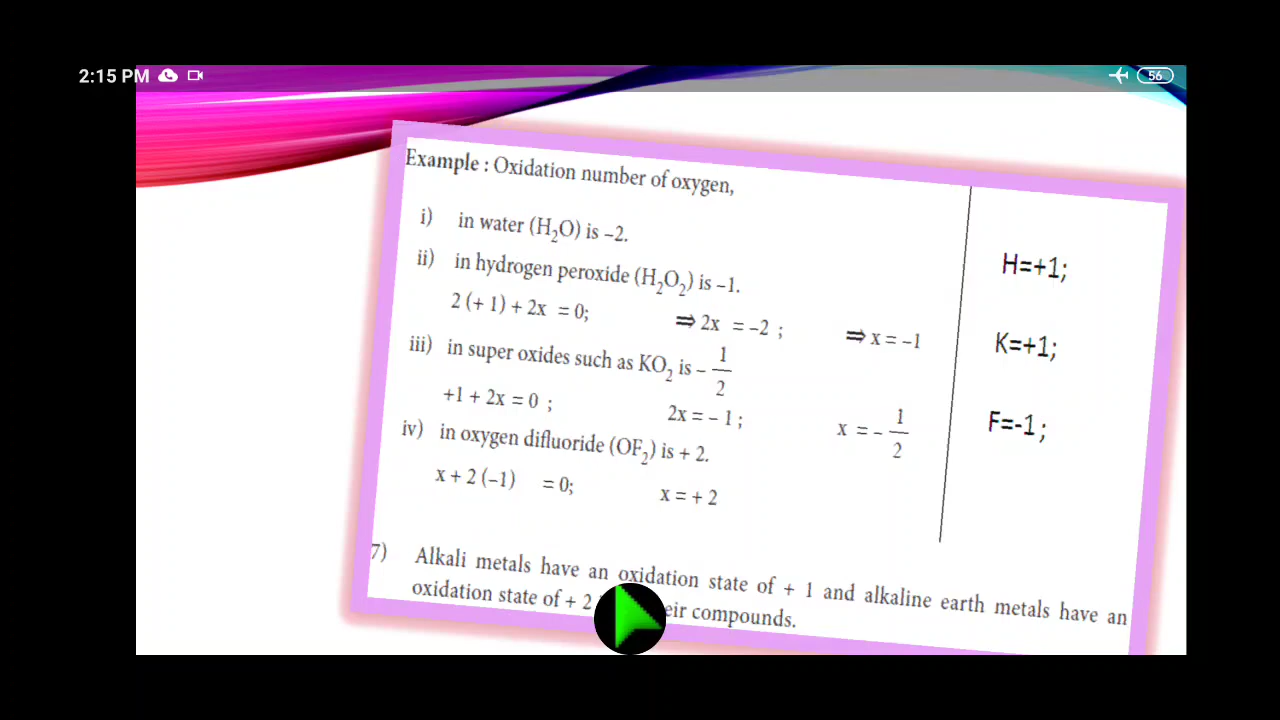 2:15 PM
56
Example : Oxidation number of oxygen,
i) in water (H₂O) is –2.
ii) in hydrogen peroxide (H₂O₂) is –1.
2 (+ 1) + 2x = 0; ⇒ 2x = –2 ; ⇒ x = –1
iii) in super oxides such as KO₂ is – 1/2
+1 + 2x = 0 ; 2x = – 1 ; x = – 1/2
iv) in oxygen difluoride (OF₂) is + 2.
x + 2 (–1) = 0; x = + 2
7) Alkali metals have an oxidation state of + 1 and alkaline earth metals have an
oxidation state of + 2 compounds.
H=+1;
K=+1;
F=-1;